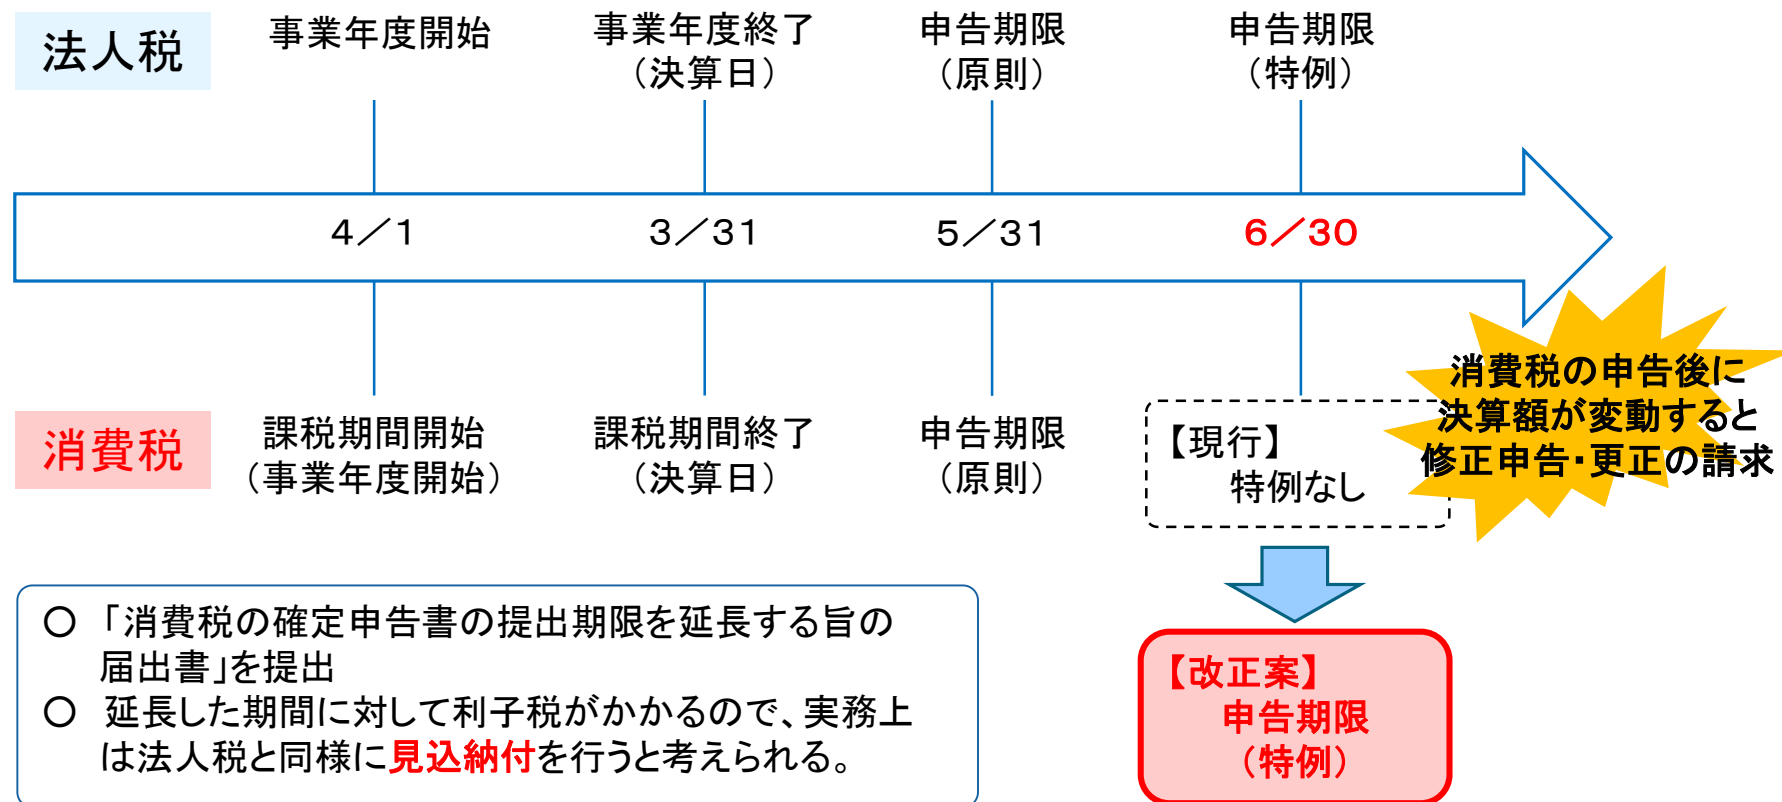 法人税
事業年度開始
事業年度終了
（決算日）
申告期限
（原則）
申告期限
（特例）
４／１
３／３１
５／３１
６／３０
消費税
課税期間開始
（事業年度開始）
課税期間終了
（決算日）
申告期限
（原則）
【現行】
特例なし
消費税の申告後に
決算額が変動すると
修正申告・更正の請求
○ 「消費税の確定申告書の提出期限を延長する旨の
届出書」を提出
○ 延長した期間に対して利子税がかかるので、実務上
は法人税と同様に見込納付を行うと考えられる。
【改正案】
申告期限
（特例）